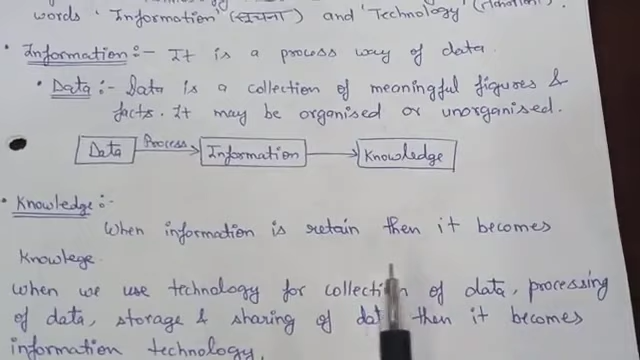 words 'Information' (सूचना) and 'Technology'
• Information:- It is a process way of data.
• Data:- Data is a collection of meaningful figures &
facts. It may be organised or unorganised.
Data Process Information Knowledge
• Knowledge:-
When information is retain then it becomes
Knowlege.
When we use technology for collection of data, processing
of data, storage & sharing of data then it becomes
information technology.